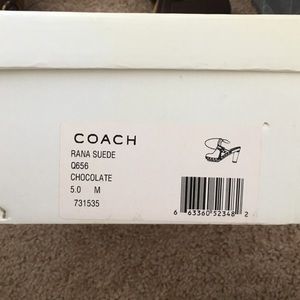 COACH
RANA SUEDE
Q656
CHOCOLATE
5.0 M
731535
6 63360 52348 2